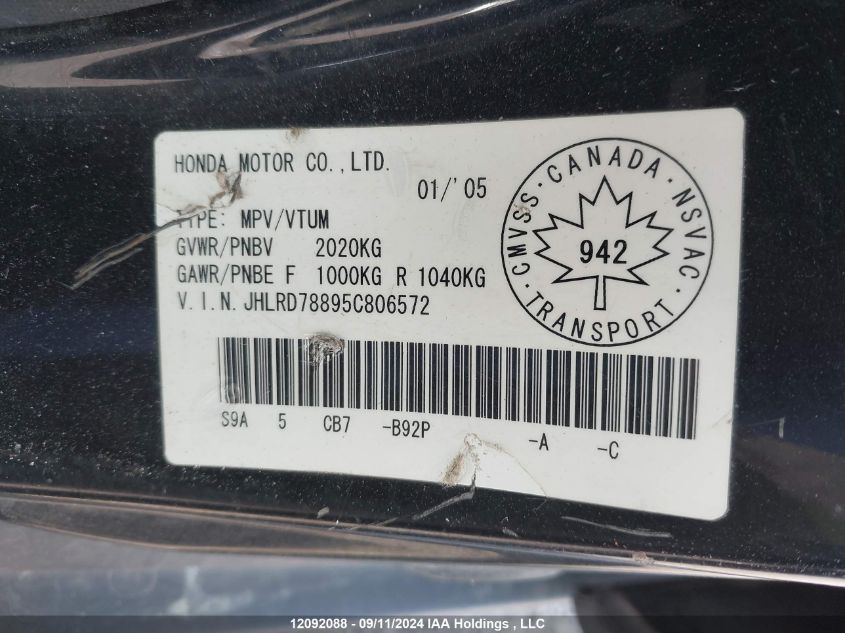 HONDA MOTOR CO.,LTD.
01/'05
TYPE: MPV/VTUM
GVWR/PNBV 2020KG
GAWR/PNBE F 1000KG R 1040KG
V.I.N. JHLRD78895C806572
S9A 5 CB7 -B92P -A -C
CMVSS · CANADA · NSVAC · TRANSPORT ·
942
12092088 - 09/11/2024 IAA Holdings , LLC